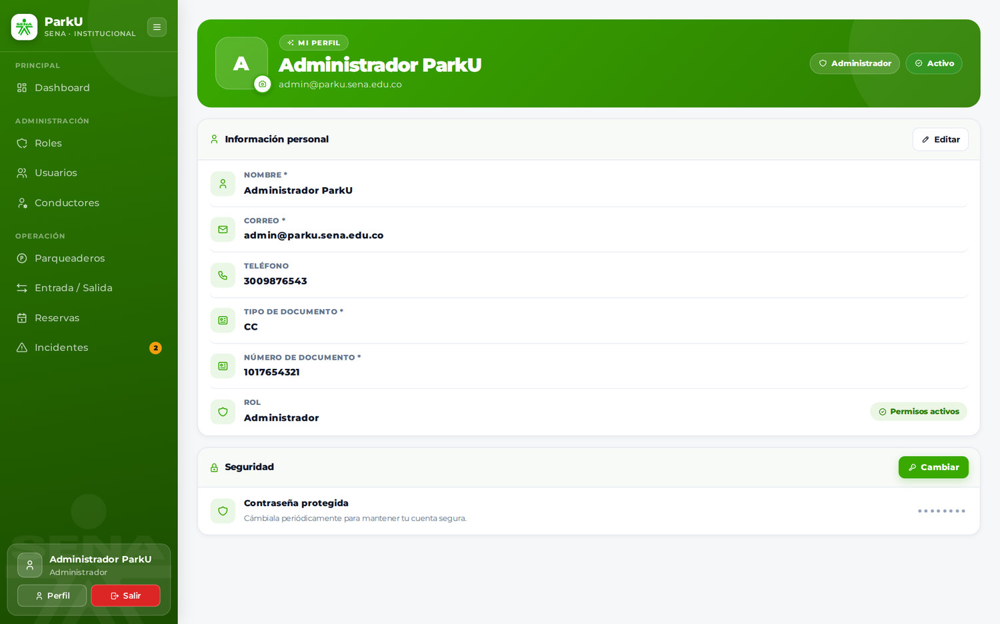 SENA
ParkU
SENA · INSTITUCIONAL
PRINCIPAL
Dashboard
ADMINISTRACIÓN
Roles
Usuarios
Conductores
OPERACIÓN
Parqueaderos
Entrada / Salida
Reservas
Incidentes 2
SENA
Administrador ParkU
Administrador
Perfil
Salir
A
MI PERFIL
Administrador ParkU
admin@parku.sena.edu.co
Administrador
Activo
Información personal
Editar
NOMBRE *
Administrador ParkU
CORREO *
admin@parku.sena.edu.co
TELÉFONO
3009876543
TIPO DE DOCUMENTO *
CC
NÚMERO DE DOCUMENTO *
1017654321
ROL
Administrador
Permisos activos
Seguridad
Cambiar
Contraseña protegida
Cámbiala periódicamente para mantener tu cuenta segura.
••••••••